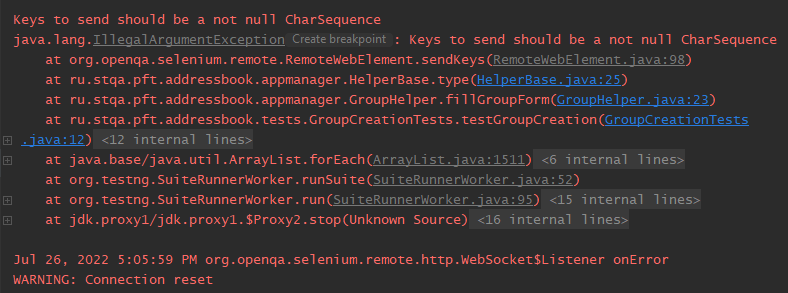 Keys to send should be a not null CharSequence
java.lang.IllegalArgumentException Create breakpoint : Keys to send should be a not null CharSequence
at org.openqa.selenium.remote.RemoteWebElement.sendKeys(RemoteWebElement.java:98)
at ru.stqa.pft.addressbook.appmanager.HelperBase.type(HelperBase.java:25)
at ru.stqa.pft.addressbook.appmanager.GroupHelper.fillGroupForm(GroupHelper.java:23)
at ru.stqa.pft.addressbook.tests.GroupCreationTests.testGroupCreation(GroupCreationTests
.java:12) <12 internal lines>
at java.base/java.util.ArrayList.forEach(ArrayList.java:1511) <6 internal lines>
at org.testng.SuiteRunnerWorker.runSuite(SuiteRunnerWorker.java:52)
at org.testng.SuiteRunnerWorker.run(SuiteRunnerWorker.java:95) <15 internal lines>
at jdk.proxy1/jdk.proxy1.$Proxy2.stop(Unknown Source) <16 internal lines>
Jul 26, 2022 5:05:59 PM org.openqa.selenium.remote.http.WebSocket$Listener onError
WARNING: Connection reset